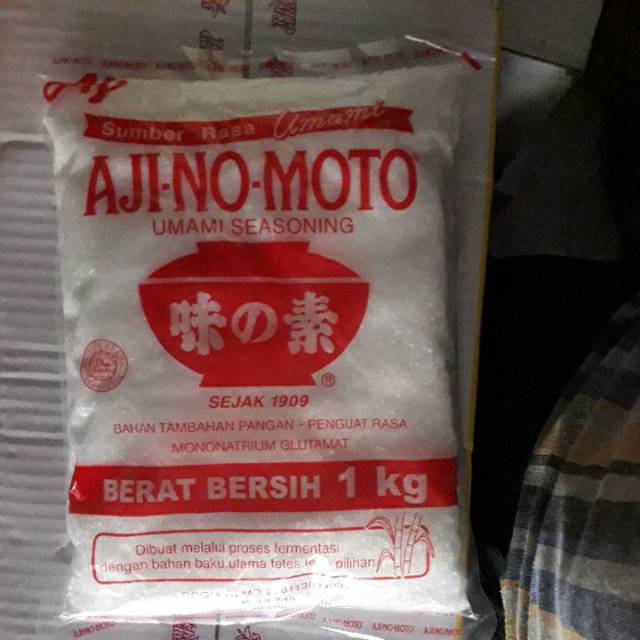 Sumber Rasa Umami
AJI-NO-MOTO
UMAMI SEASONING
味の素
®
SEJAK 1909
BAHAN TAMBAHAN PANGAN - PENGUAT RASA
MONONATRIUM GLUTAMAT
BERAT BERSIH 1 kg
Dibuat melalui proses fermentasi
dengan bahan baku utama tetes pilihan